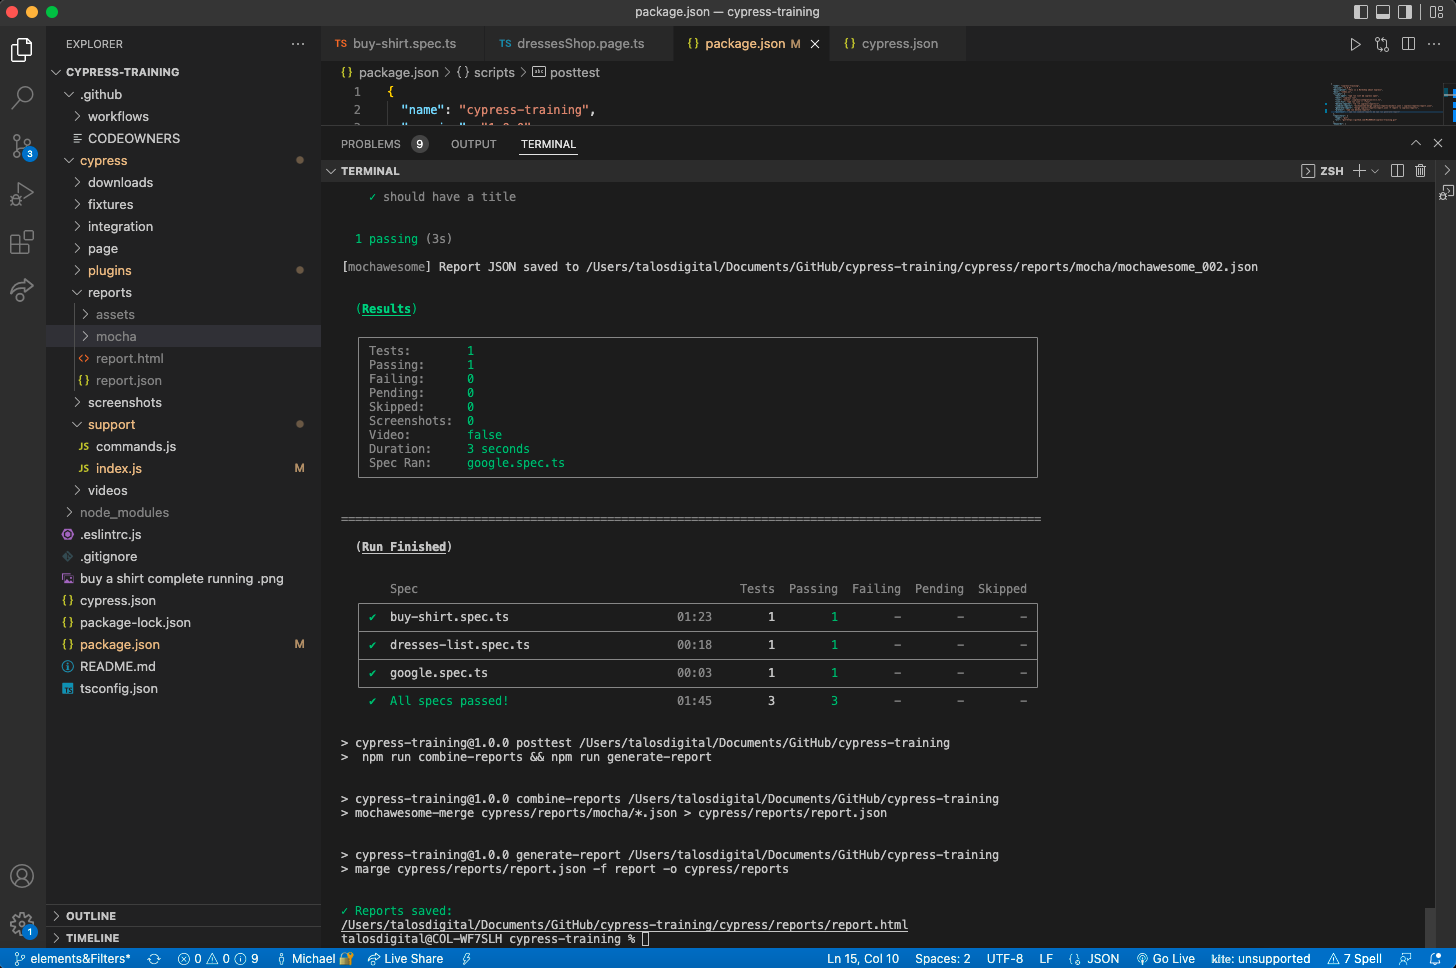 package.json — cypress-training
EXPLORER
CYPRESS-TRAINING
.github
workflows
CODEOWNERS
cypress
downloads
fixtures
integration
page
plugins
reports
assets
mocha
<> report.html
{} report.json
screenshots
support
JS commands.js
JS index.js M
videos
node_modules
.eslintrc.js
.gitignore
buy a shirt complete running .png
{} cypress.json
{} package-lock.json
{} package.json M
README.md
TS tsconfig.json
OUTLINE
TIMELINE
3
1
TS buy-shirt.spec.ts
TS dressesShop.page.ts
{} package.json M
{} cypress.json
{} package.json > {} scripts > abc posttest
1 {
2 "name": "cypress-training",
PROBLEMS 9 OUTPUT TERMINAL
TERMINAL
ZSH
✓ should have a title
1 passing (3s)
[mochawesome] Report JSON saved to /Users/talosdigital/Documents/GitHub/cypress-training/cypress/reports/mocha/mochawesome_002.json
(Results)
Tests: 1
Passing: 1
Failing: 0
Pending: 0
Skipped: 0
Screenshots: 0
Video: false
Duration: 3 seconds
Spec Ran: google.spec.ts
====================================================================================================
(Run Finished)
Spec Tests Passing Failing Pending Skipped
✔ buy-shirt.spec.ts 01:23 1 1 – – –
✔ dresses-list.spec.ts 00:18 1 1 – – –
✔ google.spec.ts 00:03 1 1 – – –
✔ All specs passed! 01:45 3 3 – – –
> cypress-training@1.0.0 posttest /Users/talosdigital/Documents/GitHub/cypress-training
> npm run combine-reports && npm run generate-report
> cypress-training@1.0.0 combine-reports /Users/talosdigital/Documents/GitHub/cypress-training
> mochawesome-merge cypress/reports/mocha/*.json > cypress/reports/report.json
> cypress-training@1.0.0 generate-report /Users/talosdigital/Documents/GitHub/cypress-training
> marge cypress/reports/report.json -f report -o cypress/reports
✓ Reports saved:
/Users/talosdigital/Documents/GitHub/cypress-training/cypress/reports/report.html
talosdigital@COL-WF7SLH cypress-training %
elements&Filters* 0 0 9 Michael Live Share Ln 15, Col 10 Spaces: 2 UTF-8 LF {} JSON Go Live kite: unsupported 7 Spell